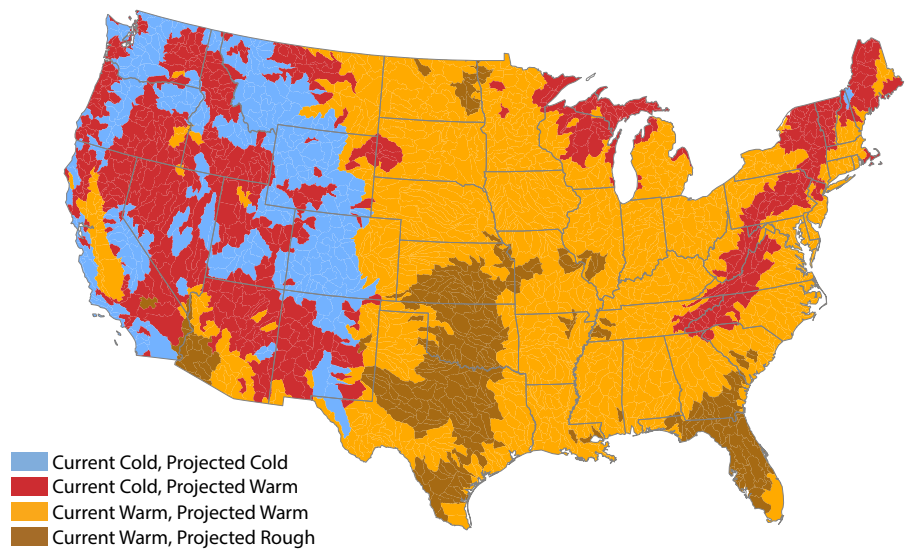 Current Cold, Projected Cold
Current Cold, Projected Warm
Current Warm, Projected Warm
Current Warm, Projected Rough